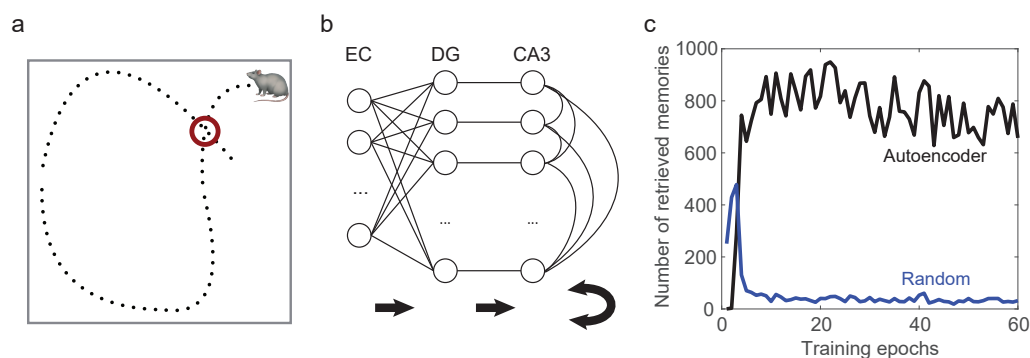 a
b
EC
DG
CA3
...
...
...
c
Number of retrieved memories
1000
800
600
400
200
0
Autoencoder
Random
0
20
40
60
Training epochs